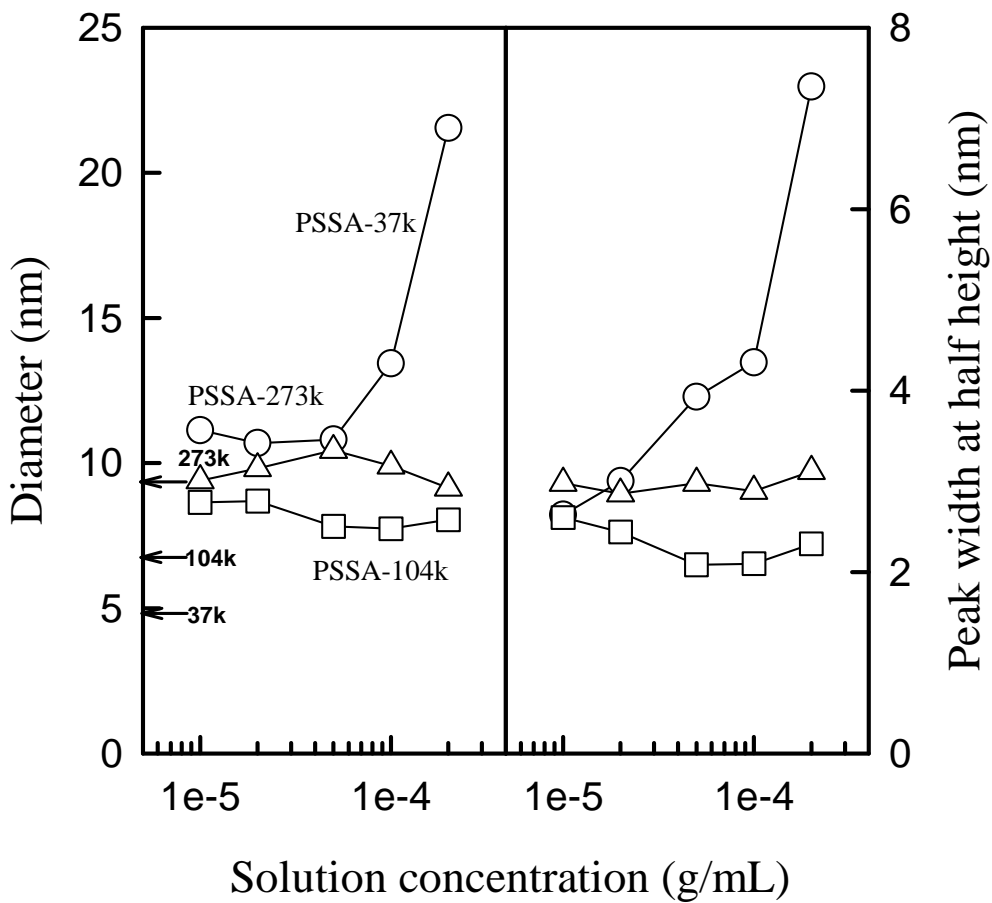 25
20
15
10
5
0
Diameter (nm)
PSSA-37k
PSSA-273k
273k
104k
PSSA-104k
37k
8
6
4
2
0
Peak width at half height (nm)
1e-5
1e-4
1e-5
1e-4
Solution concentration (g/mL)